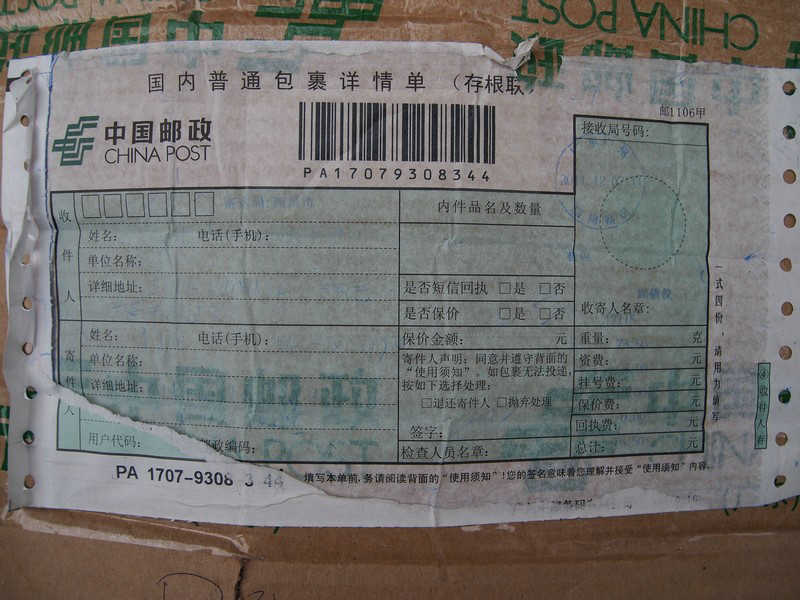 国内普通包裹详情单 (存根联
邮1106甲
中国邮政
CHINA POST
PA17079308344
接收局号码:
收件人
内件品名及数量
姓名: 电话(手机):
单位名称:
详细地址:
是否短信回执 □是 □否
是否保价 □是 □否
收寄人名章:
寄件人
姓名: 电话(手机):
单位名称:
详细地址:
用户代码: 邮政编码:
保价金额: 元
寄件人声明: 同意并遵守背面的
“使用须知”. 如包裹无法投递,
按如下选择处理:
□退还寄件人 □抛弃处理
签字:
检查人员名章:
重量: 克
资费: 元
挂号费: 元
保价费: 元
回执费: 元
总计: 元
一式四份,请用力填写
收件人存
PA 1707-9308 3 44
填写本单前,务请阅读背面的“使用须知”!您的签名意味着您理解并接受“使用须知”内容.
CHINA POST
中国邮政